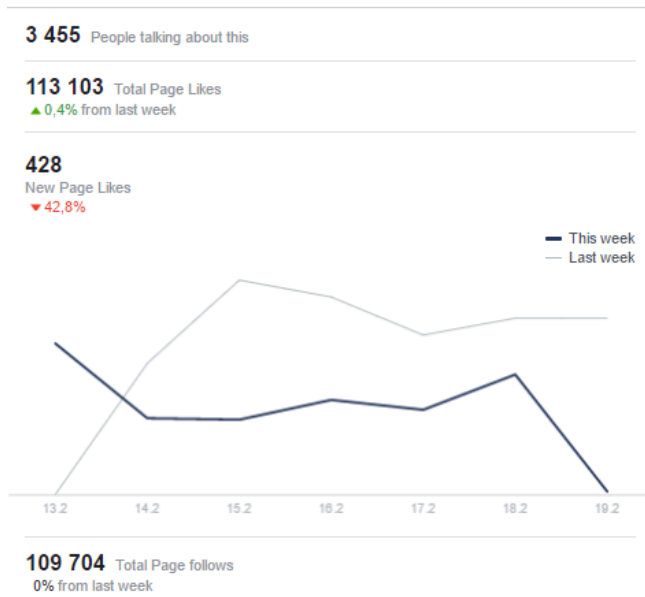 3 455 People talking about this
113 103 Total Page Likes
0,4% from last week
428
New Page Likes
42,8%
This week
Last week
13.2 14.2 15.2 16.2 17.2 18.2 19.2
109 704 Total Page follows
0% from last week